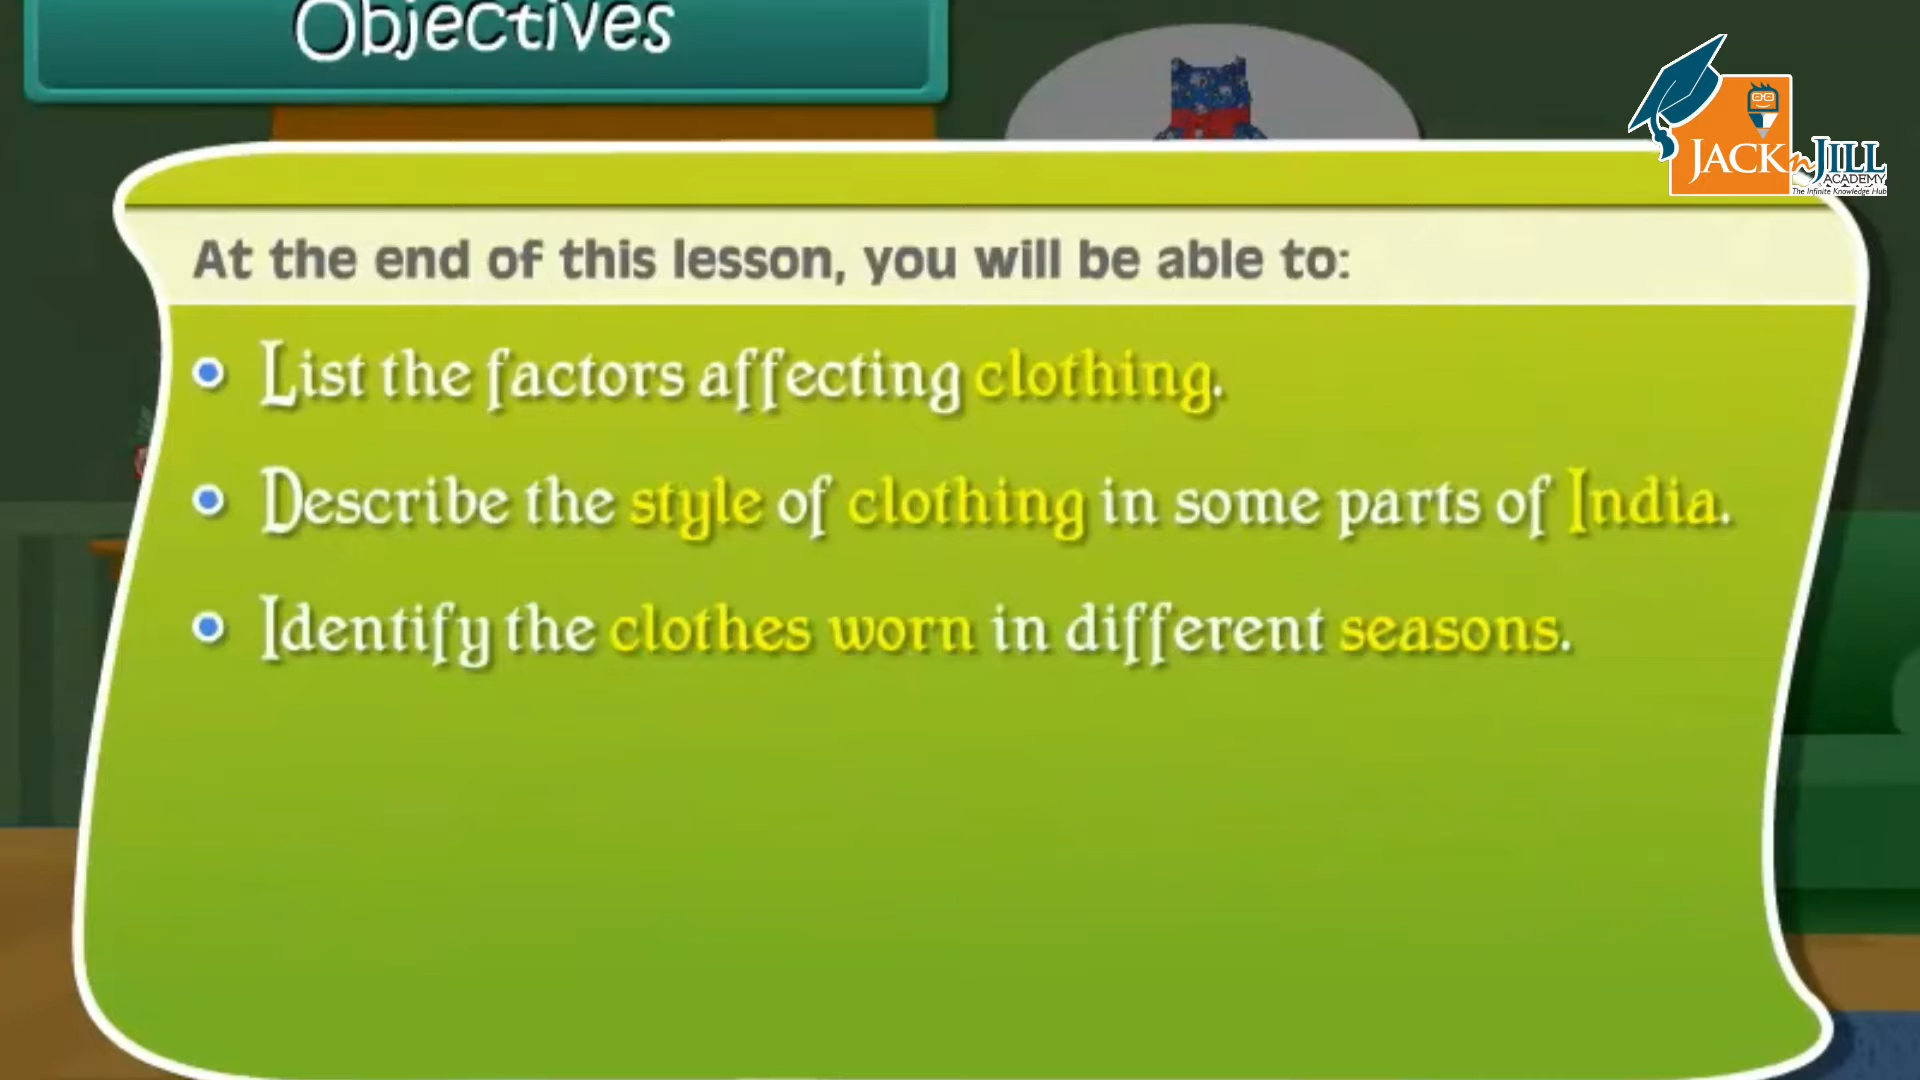 Objectives
JACK n JILL
ACADEMY
The Infinite Knowledge Hub
At the end of this lesson, you will be able to:
• List the factors affecting clothing.
• Describe the style of clothing in some parts of India.
• Identify the clothes worn in different seasons.